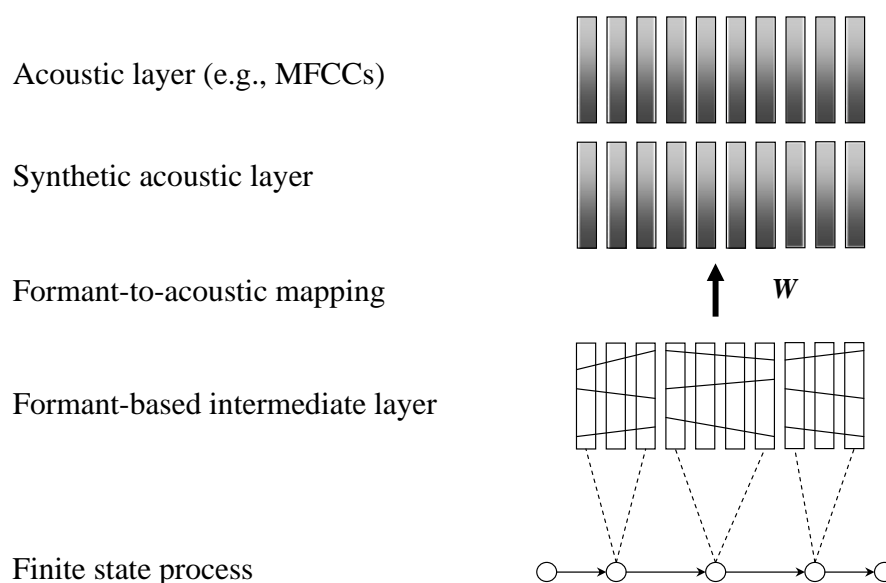 Acoustic layer (e.g., MFCCs)
Synthetic acoustic layer
Formant-to-acoustic mapping
W
Formant-based intermediate layer
Finite state process